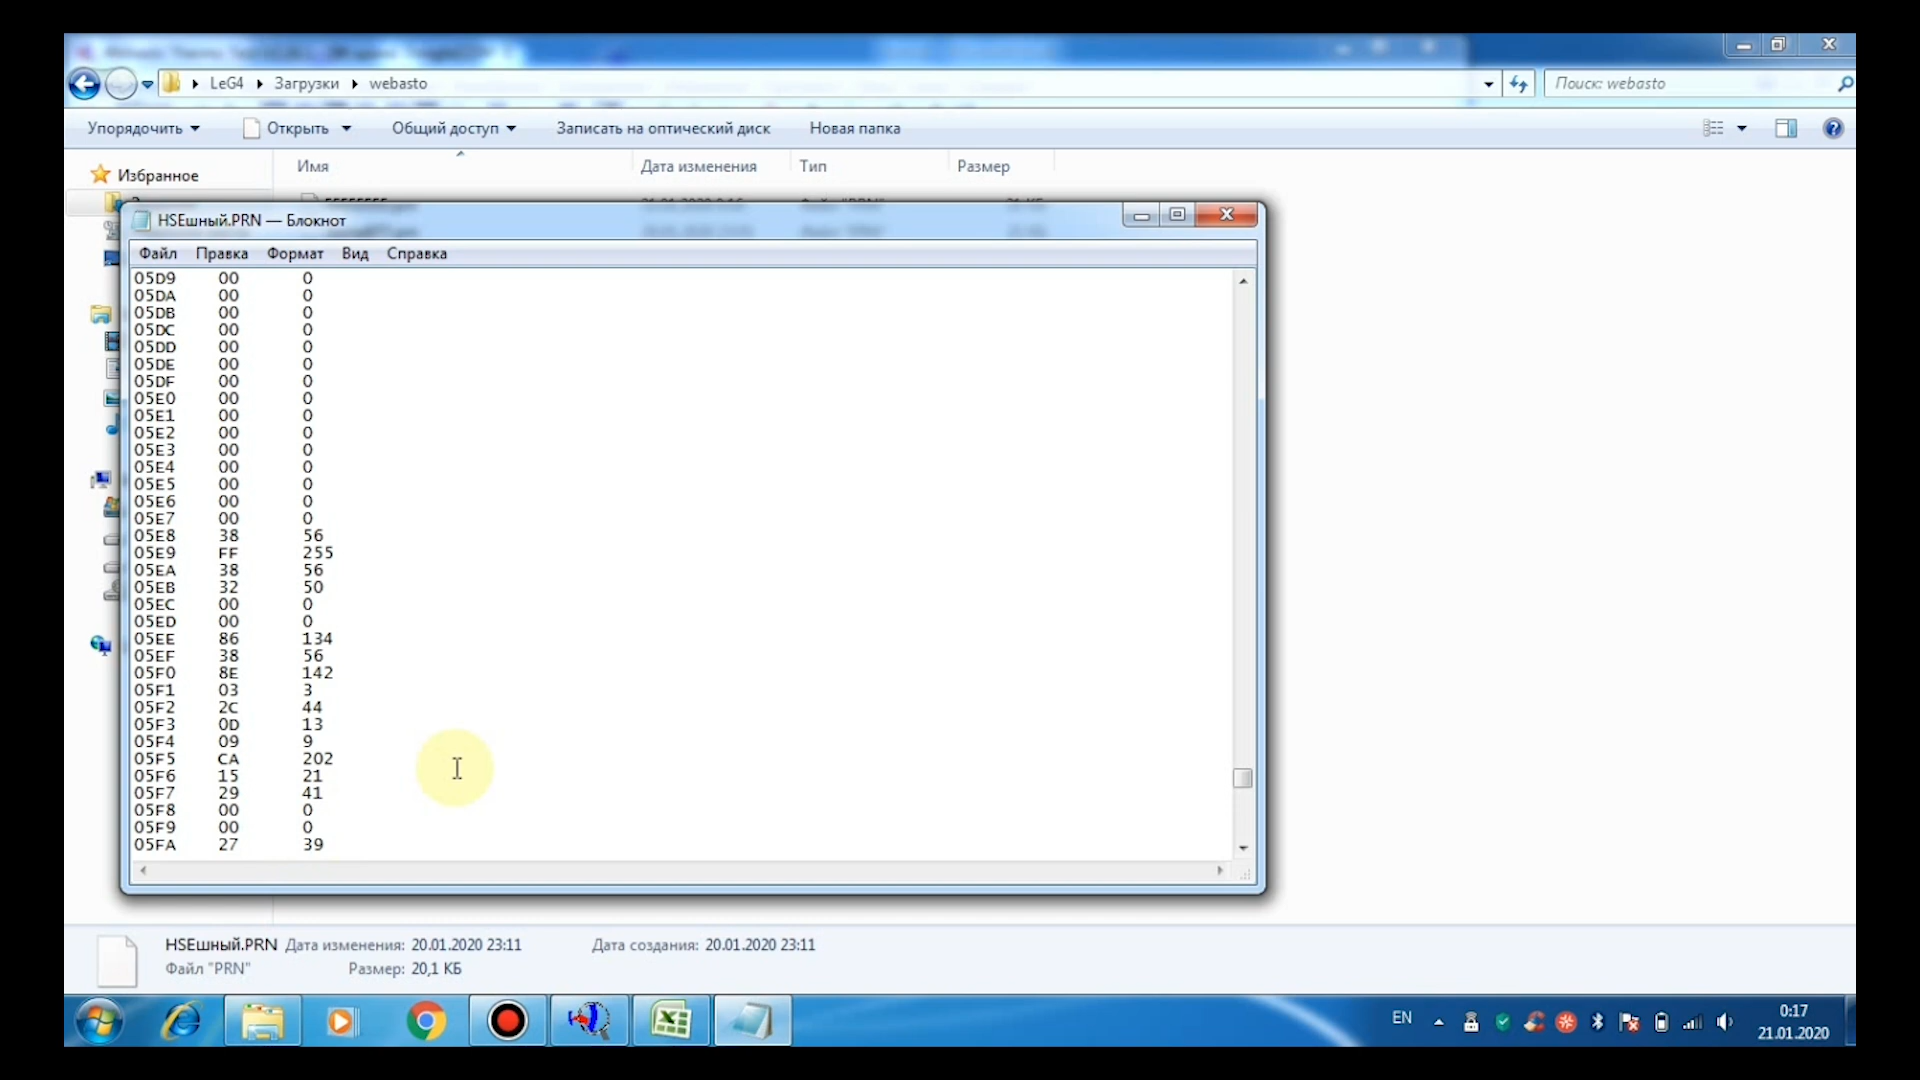 LeG4 Загрузки webasto
Поиск: webasto
Упорядочить Открыть Общий доступ Записать на оптический диск Новая папка
Избранное
Имя Дата изменения Тип Размер
HSEшный.PRN — Блокнот
Файл Правка Формат Вид Справка
05D9 00 0
05DA 00 0
05DB 00 0
05DC 00 0
05DD 00 0
05DE 00 0
05DF 00 0
05E0 00 0
05E1 00 0
05E2 00 0
05E3 00 0
05E4 00 0
05E5 00 0
05E6 00 0
05E7 00 0
05E8 38 56
05E9 FF 255
05EA 38 56
05EB 32 50
05EC 00 0
05ED 00 0
05EE 86 134
05EF 38 56
05F0 8E 142
05F1 03 3
05F2 2C 44
05F3 0D 13
05F4 09 9
05F5 CA 202
05F6 15 21
05F7 29 41
05F8 00 0
05F9 00 0
05FA 27 39
HSEшный.PRN Дата изменения: 20.01.2020 23:11 Дата создания: 20.01.2020 23:11
Файл "PRN" Размер: 20,1 КБ
EN
0:17
21.01.2020